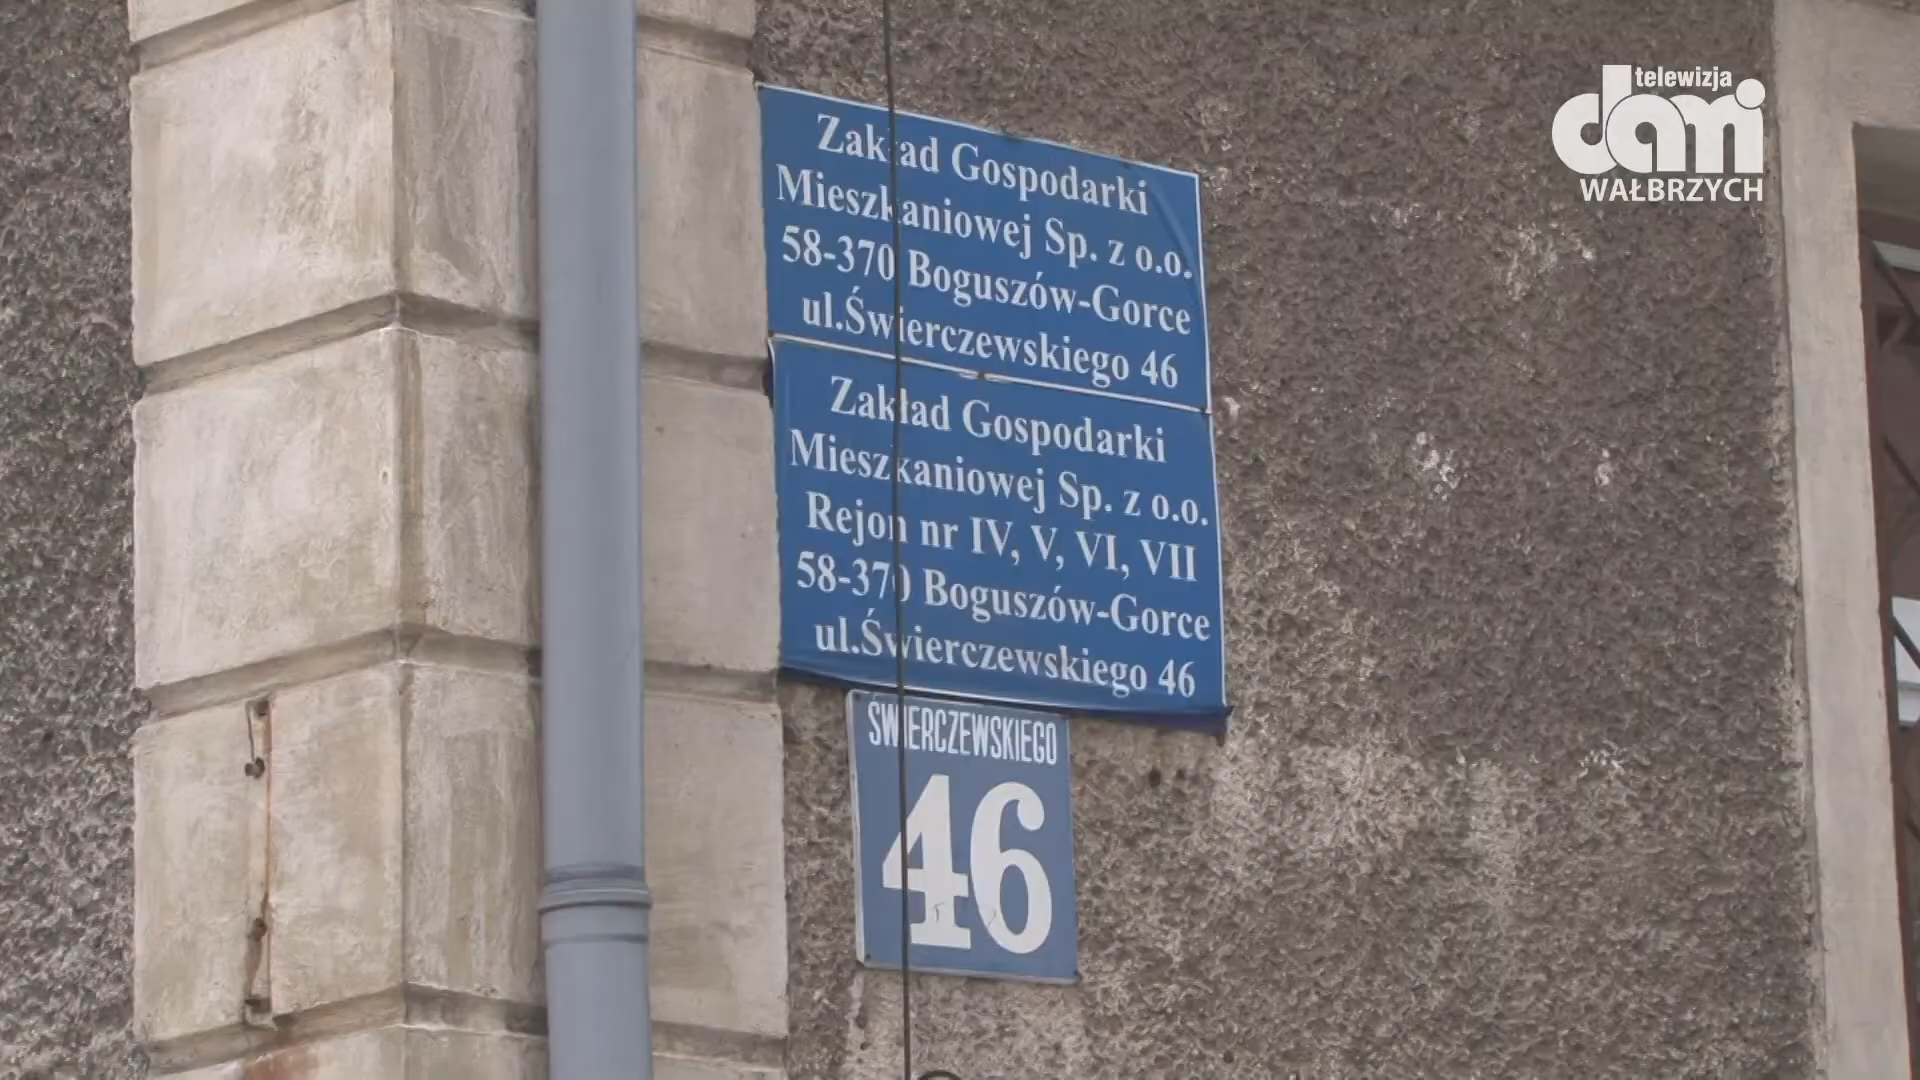 telewizja
dami
WAŁBRZYCH
Zakład Gospodarki
Mieszkaniowej Sp. z o.o.
58-370 Boguszów-Gorce
ul.Świerczewskiego 46
Zakład Gospodarki
Mieszkaniowej Sp. z o.o.
Rejon nr IV, V, VI, VII
58-370 Boguszów-Gorce
ul.Świerczewskiego 46
ŚWIERCZEWSKIEGO
46